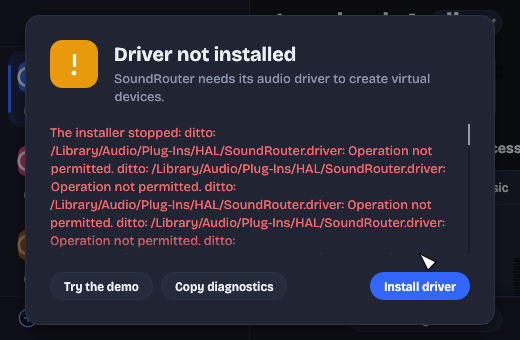 Driver not installed
SoundRouter needs its audio driver to create virtual
devices.
The installer stopped: ditto:
/Library/Audio/Plug-Ins/HAL/SoundRouter.driver: Operation not
permitted. ditto: /Library/Audio/Plug-Ins/HAL/SoundRouter.driver:
Operation not permitted. ditto:
/Library/Audio/Plug-Ins/HAL/SoundRouter.driver: Operation not
permitted. ditto: /Library/Audio/Plug-Ins/HAL/SoundRouter.driver:
Operation not permitted. ditto:
Try the demo
Copy diagnostics
Install driver